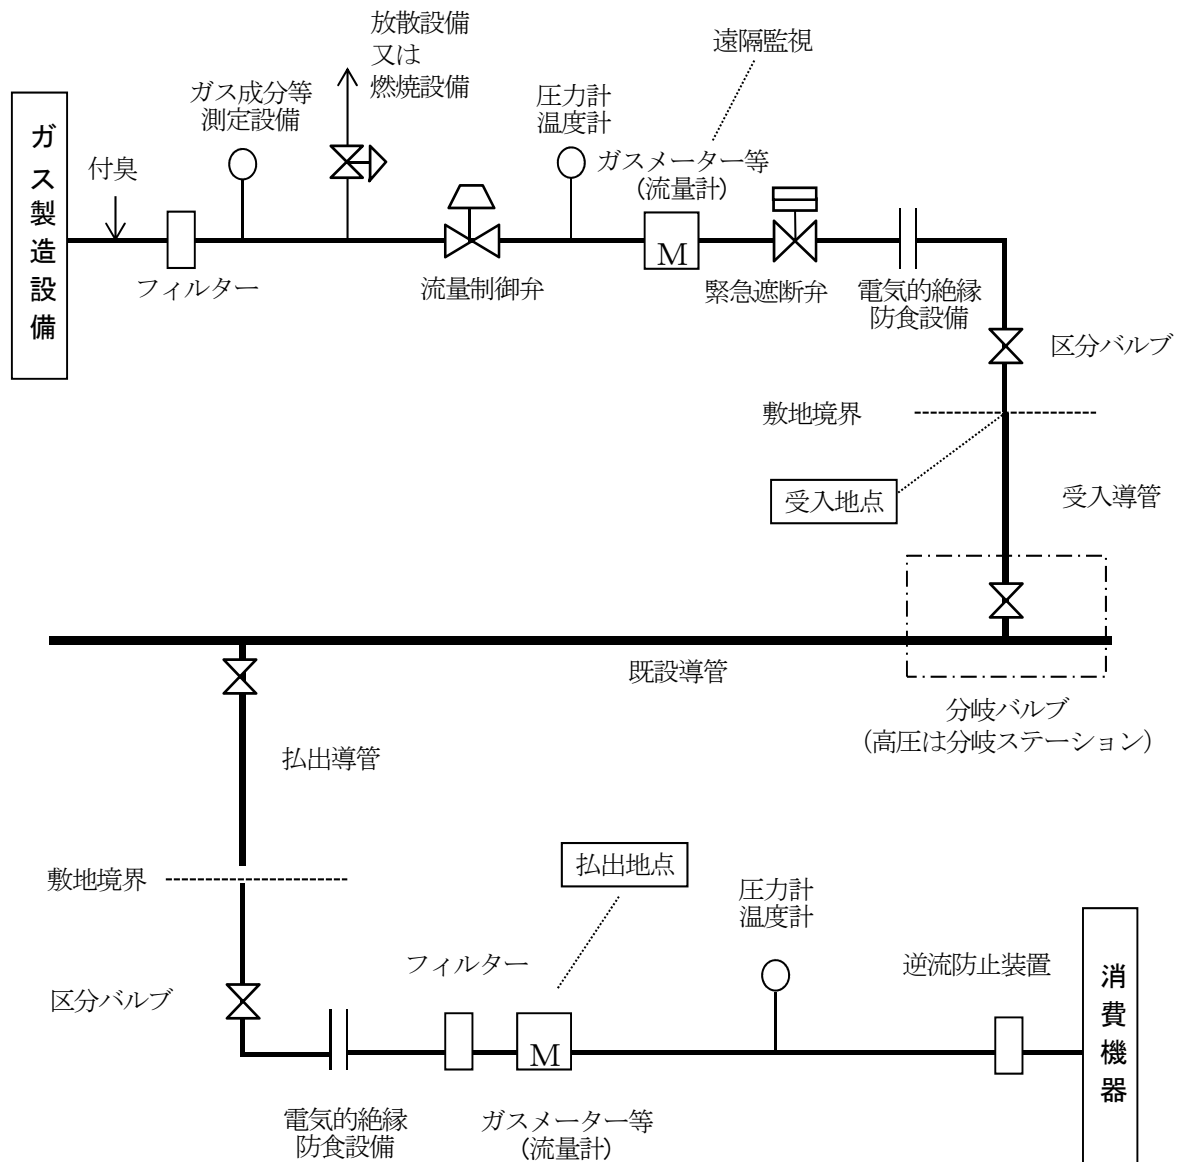 放散設備
又は
燃焼設備
遠隔監視
ガス成分等
測定設備
圧力計
温度計
ガス製造設備
付臭
ガスメーター等
(流量計)
M
フィルター
流量制御弁
緊急遮断弁
電気的絶縁
防食設備
区分バルブ
敷地境界
受入地点
受入導管
既設導管
分岐バルブ
(高圧は分岐ステーション)
払出導管
敷地境界
払出地点
圧力計
温度計
フィルター
逆流防止装置
消費機器
区分バルブ
M
電気的絶縁
防食設備
ガスメーター等
(流量計)